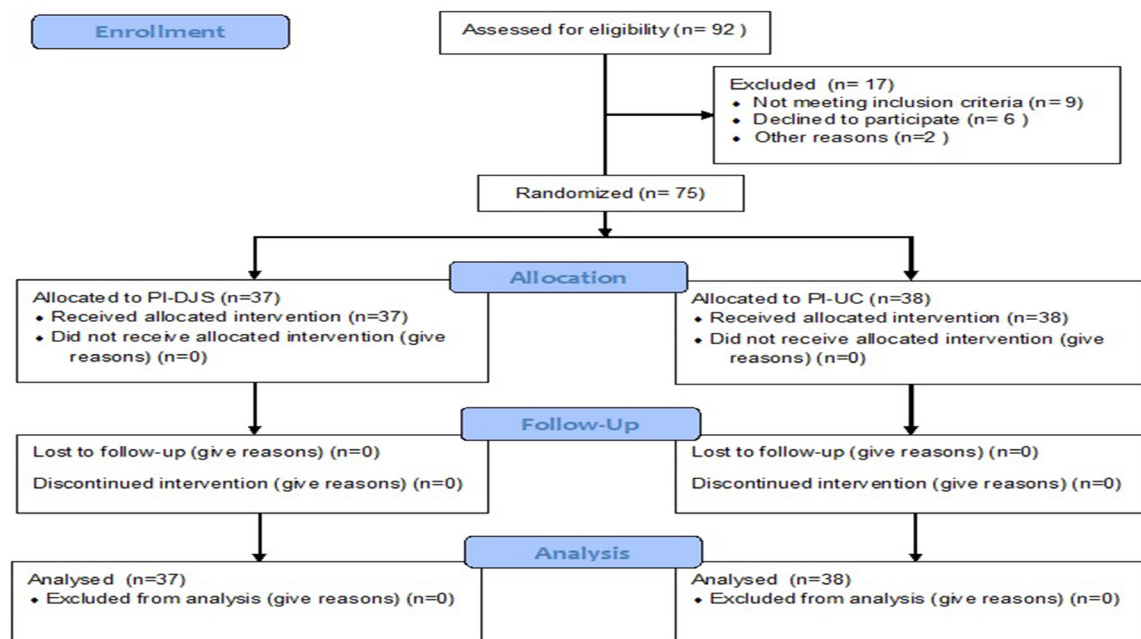 Enrollment
Assessed for eligibility (n= 92 )
Excluded (n= 17)
• Not meeting inclusion criteria (n= 9)
• Declined to participate (n= 6 )
• Other reasons (n=2 )
Randomized (n= 75)
Allocation
Allocated to PI-DJS (n=37)
• Received allocated intervention (n=37)
• Did not receive allocated intervention (give
reasons) (n=0)
Allocated to PI-UC (n=38)
• Received allocated intervention (n=38)
• Did not receive allocated intervention (give
reasons) (n=0)
Follow-Up
Lost to follow-up (give reasons) (n=0)
Discontinued intervention (give reasons) (n=0)
Lost to follow-up (give reasons) (n=0)
Discontinued intervention (give reasons) (n=0)
Analysis
Analysed (n=37)
• Excluded from analysis (give reasons) (n=0)
Analysed (n=38)
• Excluded from analysis (give reasons) (n=0)